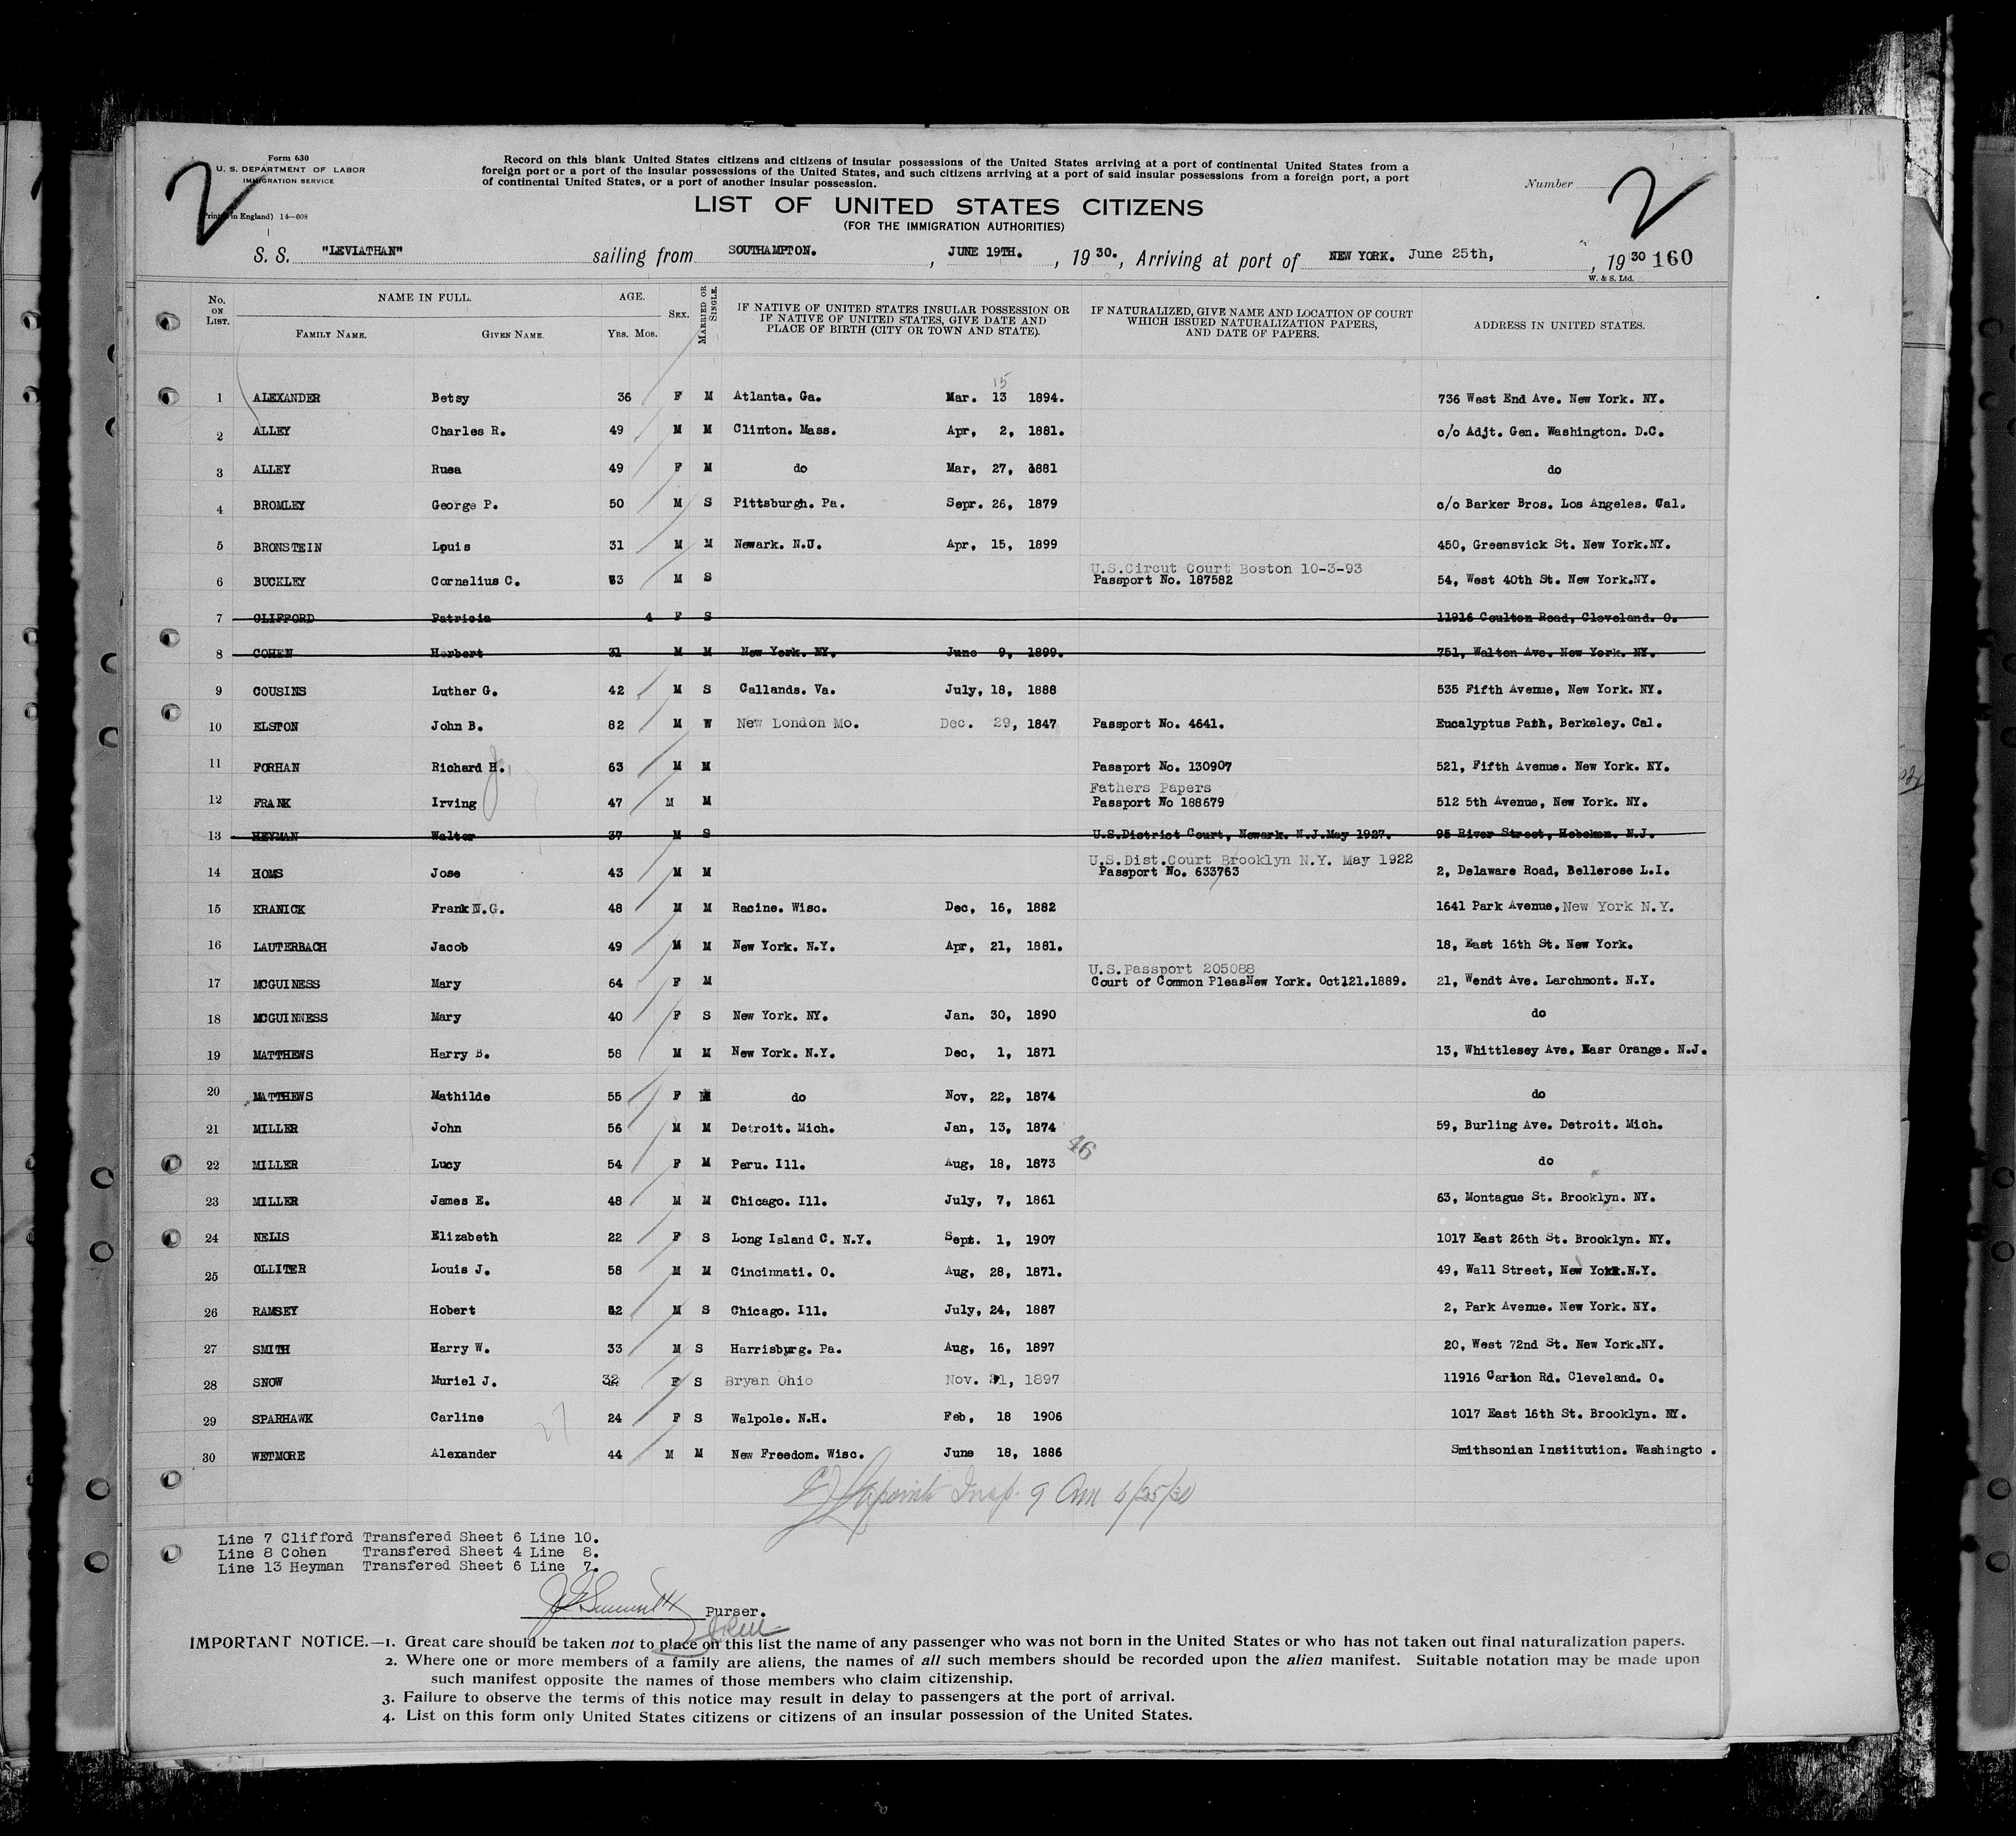 Form 630
U. S. DEPARTMENT OF LABOR
IMMIGRATION SERVICE
(Printed in England) 14—608
2
Record on this blank United States citizens and citizens of insular possessions of the United States arriving at a port of continental United States from a
foreign port or a port of the insular possessions of the United States, and such citizens arriving at a port of said insular possessions from a foreign port, a port
of continental United States, or a port of another insular possession.
Number
2
LIST OF UNITED STATES CITIZENS
(FOR THE IMMIGRATION AUTHORITIES)
S. S. "LEVIATHAN" sailing from SOUTHAMPTON. , JUNE 19TH. , 1930., Arriving at port of NEW YORK. June 25th, , 1930 160
W. & S. Ltd.
No. ON LIST. NAME IN FULL. FAMILY NAME. GIVEN NAME. AGE. Yrs. Mos. SEX. MARRIED OR SINGLE. IF NATIVE OF UNITED STATES INSULAR POSSESSION OR IF NATIVE OF UNITED STATES, GIVE DATE AND PLACE OF BIRTH (CITY OR TOWN AND STATE). IF NATURALIZED, GIVE NAME AND LOCATION OF COURT WHICH ISSUED NATURALIZATION PAPERS, AND DATE OF PAPERS. ADDRESS IN UNITED STATES.
15
1 ALEXANDER Betsy 36 F M Atlanta. Ga. Mar. 13 1894. 736 West End Ave. New York. NY.
2 ALLEY Charles R. 49 M M Clinton. Mass. Apr, 2, 1881. c/o Adjt. Gen. Washington. D.C.
3 ALLEY Ruea 49 F M do Mar, 27, 1881 do
4 BROMLEY George P. 50 M S Pittsburgh. Pa. Sepr. 26, 1879 c/o Barker Bros. Los Angeles. Cal.
5 BRONSTEIN Louis 31 M M Newark. N.J. Apr, 15, 1899 450, Greensvick St. New York.NY.
U.S.Circut Court Boston 10-3-93
6 BUCKLEY Cornelius C. 53 M S Passport No. 187582 54, West 40th St. New York.NY.
7 CLIFFORD Patricia 4 F S 11916 Coulton Road, Cleveland. O.
8 COHEN Herbert 31 M M New York. NY. June 9, 1899. 751, Walton Ave. New York. NY.
9 COUSINS Luther G. 42 M S Callands. Va. July, 18, 1888 535 Fifth Avenue, New York. NY.
10 ELSTON John B. 82 M W New London Mo. Dec. 29, 1847 Passport No. 4641. Eucalyptus Path, Berkeley. Cal.
11 FORHAN Richard H. 63 M M Passport No. 130907 521, Fifth Avenue. New York. NY.
Fathers Papers
12 FRANK Irving J 47 M M Passport No 188679 512 5th Avenue, New York. NY.
13 HEYMAN Walter 37 M S U.S.District Court, Newark. N.J.May 1927. 95 River Street, Hoboken. N.J.
U.S.Dist.Court Brooklyn N.Y. May 1922
14 HOMS Jose 43 M M Passport No. 633763 2, Delaware Road, Bellerose L.I.
15 KRANICK Frank N.G. 48 M M Racine. Wisc. Dec, 16, 1882 1641 Park Avenue, New York N.Y.
16 LAUTERBACH Jacob 49 M M New York. N.Y. Apr, 21, 1881. 18, East 16th St. New York.
U.S.Passport 205088
17 MCGUINESS Mary 64 F M Court of Common PleasNew York. Oct121.1889. 21, Wendt Ave. Larchmont. N.Y.
18 MCGUINNESS Mary 40 F S New York. NY. Jan. 30, 1890 do
19 MATTHEWS Harry B. 58 M M New York. N.Y. Dec, 1, 1871 13, Whittlesey Ave. Easr Orange. N.J.
20 MATTHEWS Mathilde 55 F M do Nov, 22, 1874 do
21 MILLER John 56 M M Detroit. Mich. Jan, 13, 1874 59, Burling Ave. Detroit. Mich.
46
22 MILLER Lucy 54 F M Peru. Ill. Aug, 18, 1873 do
23 MILLER James E. 48 M M Chicago. Ill. July, 7, 1861 63, Montague St. Brooklyn. NY.
24 NELIS Elizabeth 22 F S Long Island C. N.Y. Sept. 1, 1907 1017 East 26th St. Brooklyn. NY.
25 OLLITER Louis J. 58 M M Cincinnati. O. Aug, 28, 1871. 49, Wall Street, New York.N.Y.
26 RAMSEY Hobert 42 M S Chicago. Ill. July, 24, 1887 2, Park Avenue. New York. NY.
27 SMITH Harry W. 33 M S Harrisburg. Pa. Aug, 16, 1897 20, West 72nd St. New York.NY.
28 SNOW Muriel J. 32 F S Bryan Ohio Nov. 21, 1897 11916 Carlon Rd. Cleveland. O.
29 SPARHAWK Carline 24 F S Walpole. N.H. Feb, 18 1906 1017 East 16th St. Brooklyn. NY.
27
30 WETMORE Alexander 44 M M New Freedom. Wisc. June 18, 1886 Smithsonian Institution. Washingto .
Insp. 9 Am 6/25/30
Line 7 Clifford Transfered Sheet 6 Line 10.
Line 8 Cohen Transfered Sheet 4 Line 8.
Line 13 Heyman Transfered Sheet 6 Line 7.
Purser.
IMPORTANT NOTICE.—1. Great care should be taken not to place on this list the name of any passenger who was not born in the United States or who has not taken out final naturalization papers.
2. Where one or more members of a family are aliens, the names of all such members should be recorded upon the alien manifest. Suitable notation may be made upon
such manifest opposite the names of those members who claim citizenship.
3. Failure to observe the terms of this notice may result in delay to passengers at the port of arrival.
4. List on this form only United States citizens or citizens of an insular possession of the United States.